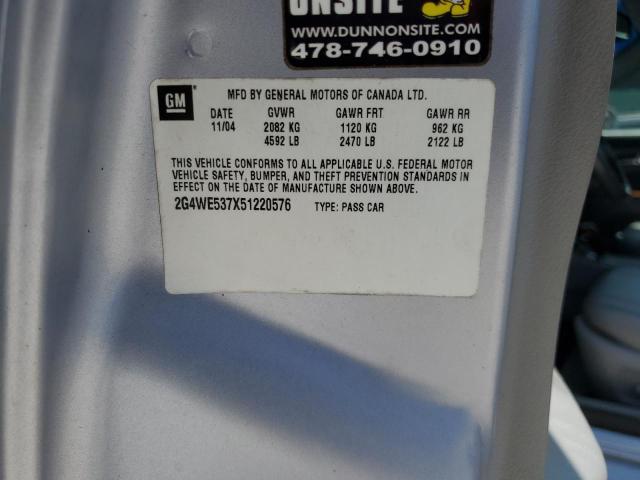 ONSITE
WWW.DUNNONSITE.COM
478-746-0910
GM
MFD BY GENERAL MOTORS OF CANADA LTD.
DATE GVWR GAWR FRT GAWR RR
11/04 2082 KG 1120 KG 962 KG
4592 LB 2470 LB 2122 LB
THIS VEHICLE CONFORMS TO ALL APPLICABLE U.S. FEDERAL MOTOR
VEHICLE SAFETY, BUMPER, AND THEFT PREVENTION STANDARDS IN
EFFECT ON THE DATE OF MANUFACTURE SHOWN ABOVE.
2G4WE537X51220576 TYPE: PASS CAR